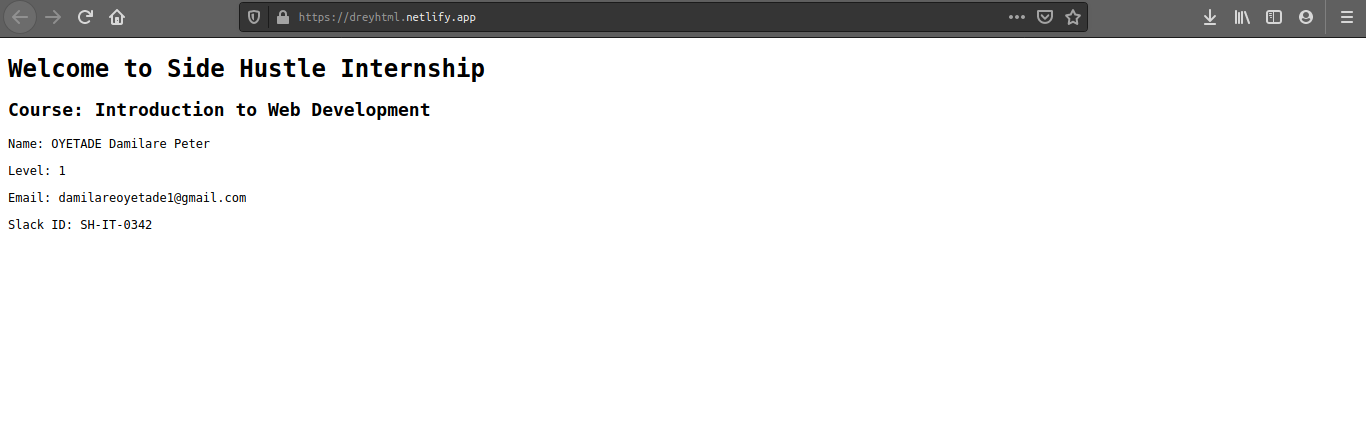 https://dreyhtml.netlify.app
Welcome to Side Hustle Internship
Course: Introduction to Web Development
Name: OYETADE Damilare Peter
Level: 1
Email: damilareoyetade1@gmail.com
Slack ID: SH-IT-0342